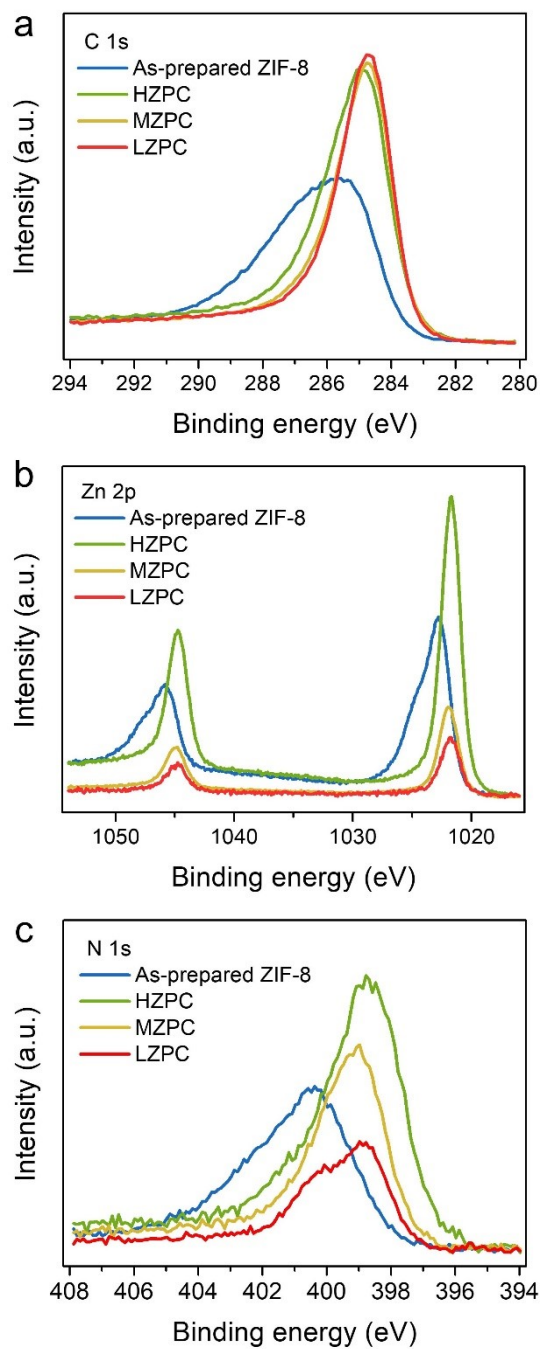 a
C 1s
As-prepared ZIF-8
HZPC
MZPC
LZPC
Intensity (a.u.)
294 292 290 288 286 284 282 280
Binding energy (eV)
b
Zn 2p
As-prepared ZIF-8
HZPC
MZPC
LZPC
Intensity (a.u.)
1050 1040 1030 1020
Binding energy (eV)
c
N 1s
As-prepared ZIF-8
HZPC
MZPC
LZPC
Intensity (a.u.)
408 406 404 402 400 398 396 394
Binding energy (eV)